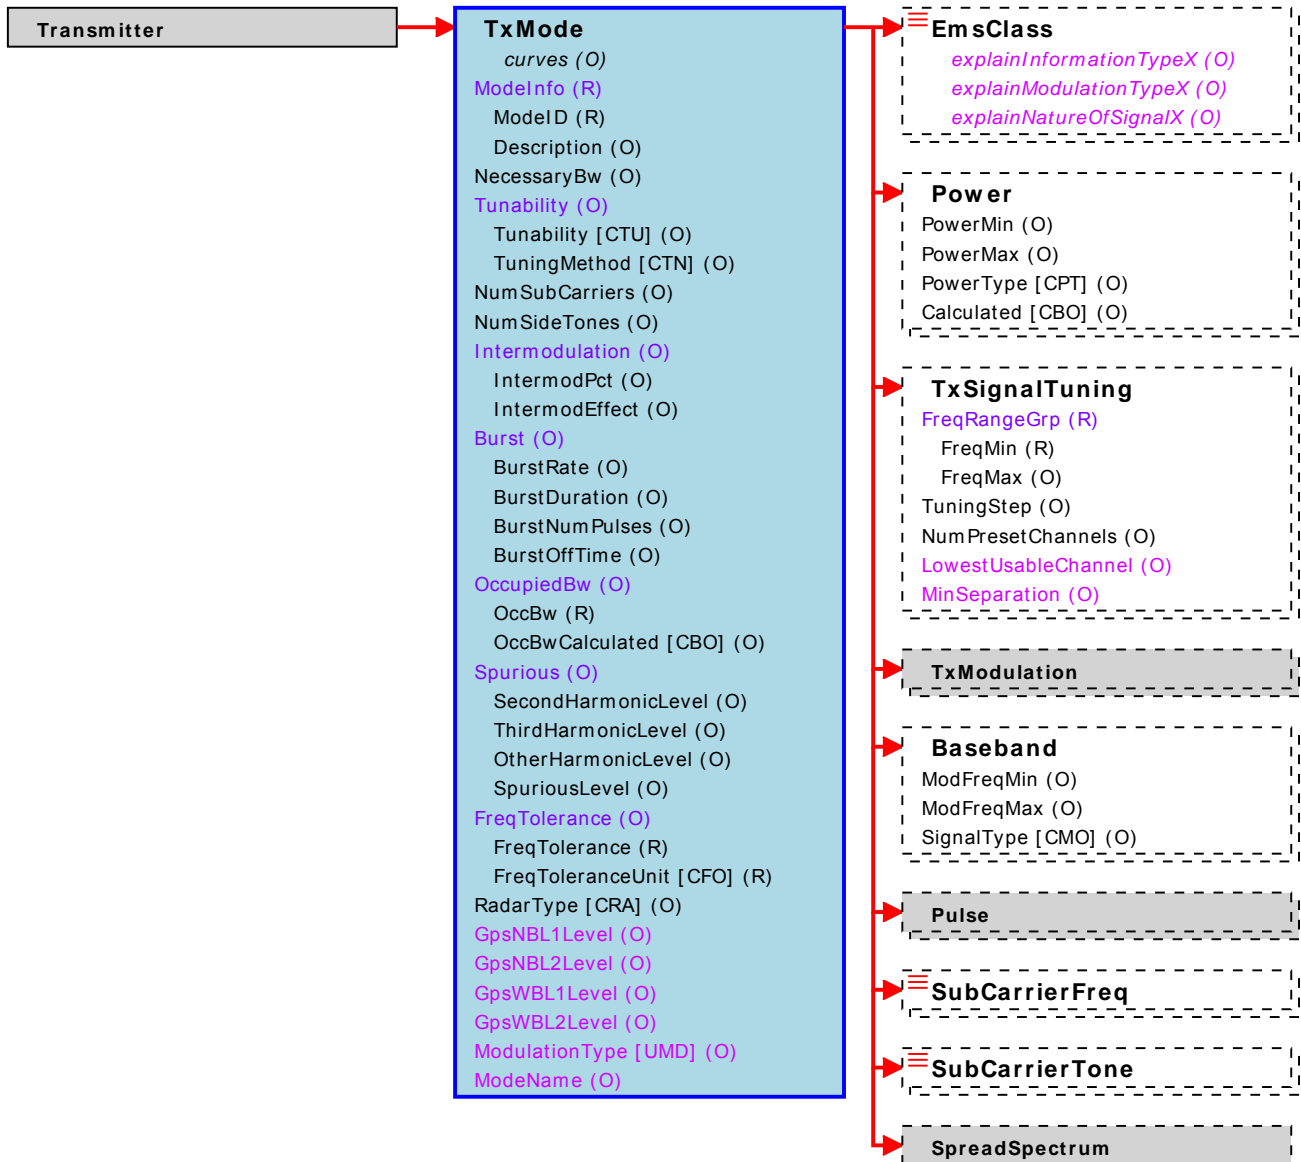 Transmitter
TxMode
curves (O)
ModeInfo (R)
ModeID (R)
Description (O)
NecessaryBw (O)
Tunability (O)
Tunability [CTU] (O)
TuningMethod [CTN] (O)
NumSubCarriers (O)
NumSideTones (O)
Intermodulation (O)
IntermodPct (O)
IntermodEffect (O)
Burst (O)
BurstRate (O)
BurstDuration (O)
BurstNumPulses (O)
BurstOffTime (O)
OccupiedBw (O)
OccBw (R)
OccBwCalculated [CBO] (O)
Spurious (O)
SecondHarmonicLevel (O)
ThirdHarmonicLevel (O)
OtherHarmonicLevel (O)
SpuriousLevel (O)
FreqTolerance (O)
FreqTolerance (R)
FreqToleranceUnit [CFO] (R)
RadarType [CRA] (O)
GpsNBL1Level (O)
GpsNBL2Level (O)
GpsWBL1Level (O)
GpsWBL2Level (O)
ModulationType [UMD] (O)
ModeName (O)
EmsClass
explainInformationTypeX (O)
explainModulationTypeX (O)
explainNatureOfSignalX (O)
Power
PowerMin (O)
PowerMax (O)
PowerType [CPT] (O)
Calculated [CBO] (O)
TxSignalTuning
FreqRangeGrp (R)
FreqMin (R)
FreqMax (O)
TuningStep (O)
NumPresetChannels (O)
LowestUsableChannel (O)
MinSeparation (O)
TxModulation
Baseband
ModFreqMin (O)
ModFreqMax (O)
SignalType [CMO] (O)
Pulse
SubCarrierFreq
SubCarrierTone
SpreadSpectrum